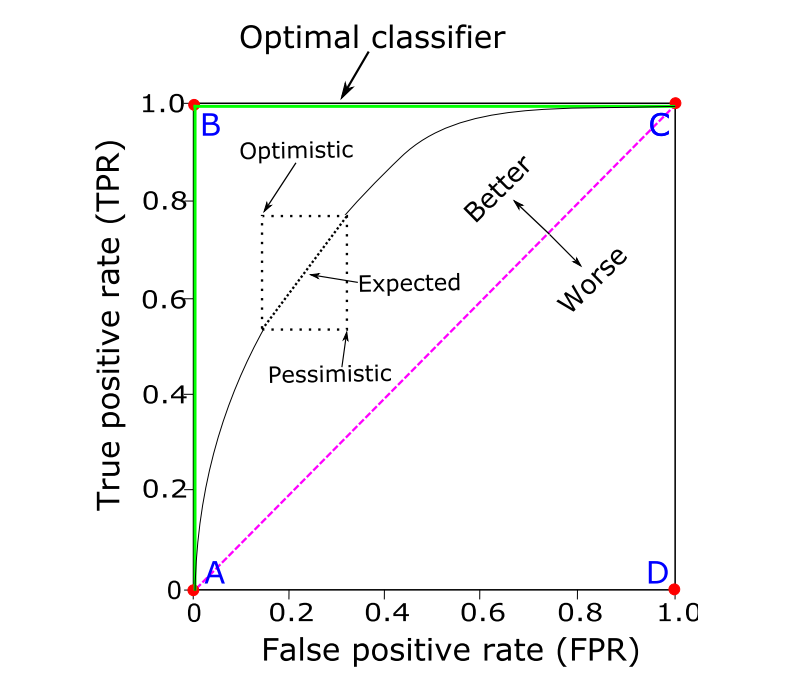 Optimal classifier
1.0
B
C
Optimistic
Better
0.8
Expected
Worse
0.6
Pessimistic
0.4
0.2
True positive rate (TPR)
A
D
0
0
0.2
0.4
0.6
0.8
1.0
False positive rate (FPR)